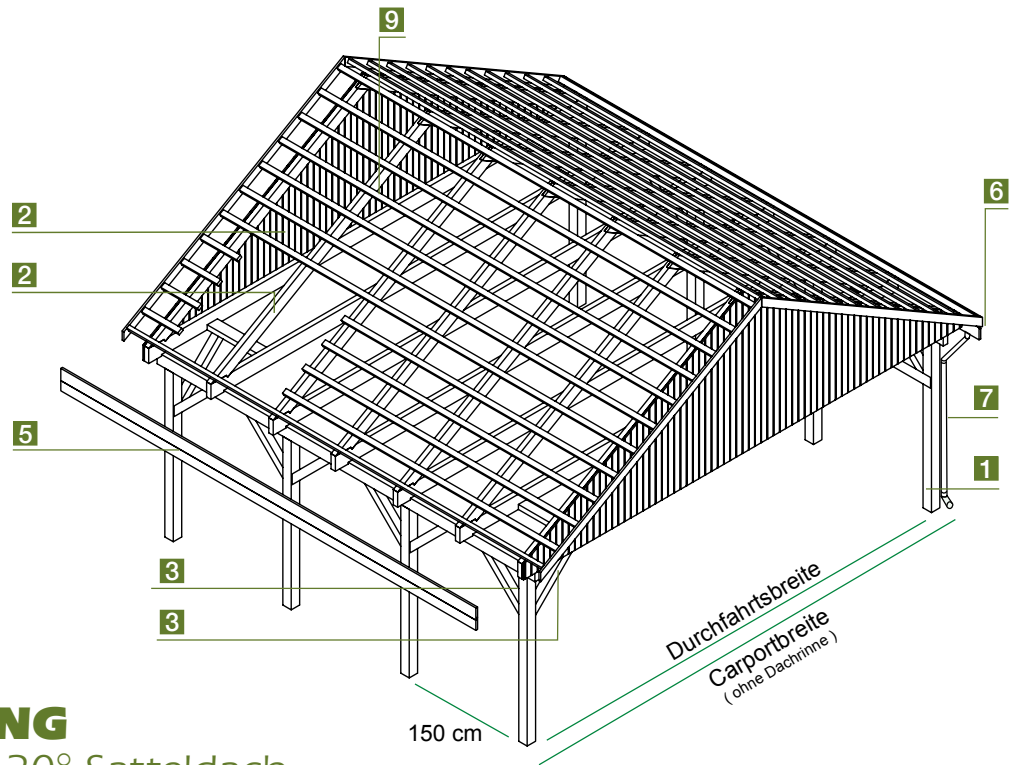 9
6
2
2
7
5
1
3
3
Durchfahrtsbreite
Carportbreite
( ohne Dachrinne )
150 cm
NG
30° Satteldach